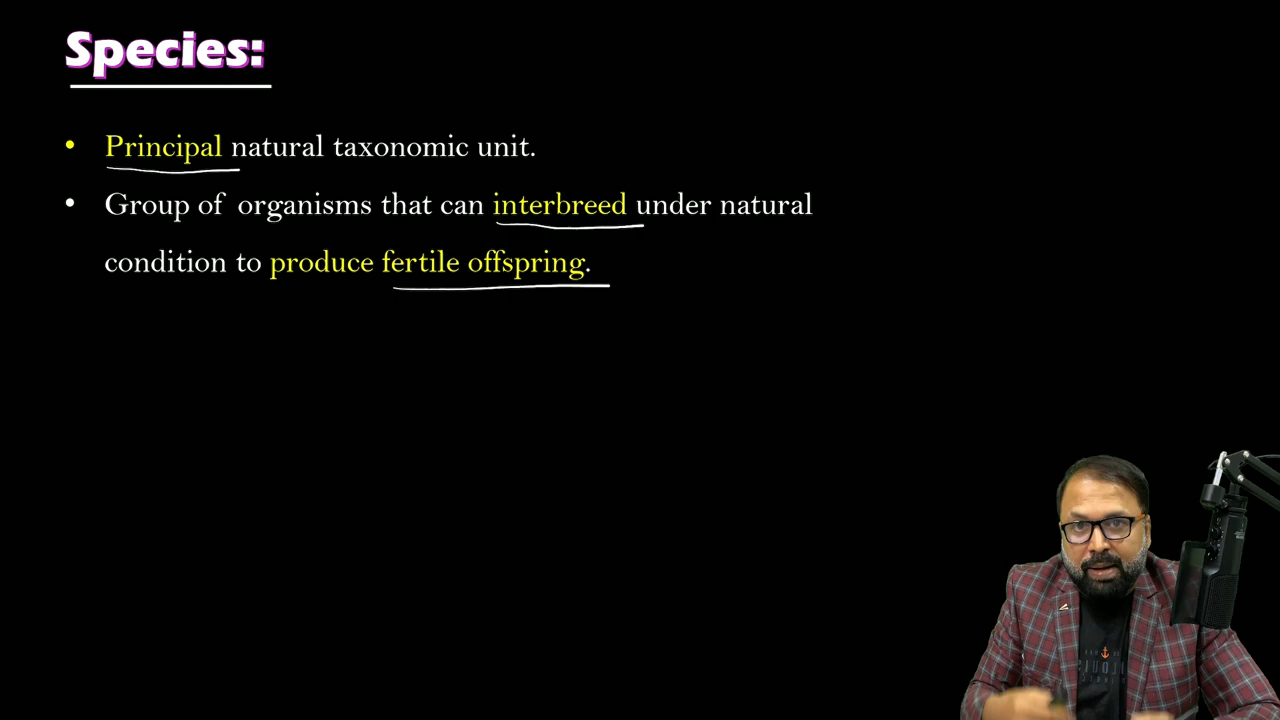 Species:
• Principal natural taxonomic unit.
• Group of organisms that can interbreed under natural
condition to produce fertile offspring.